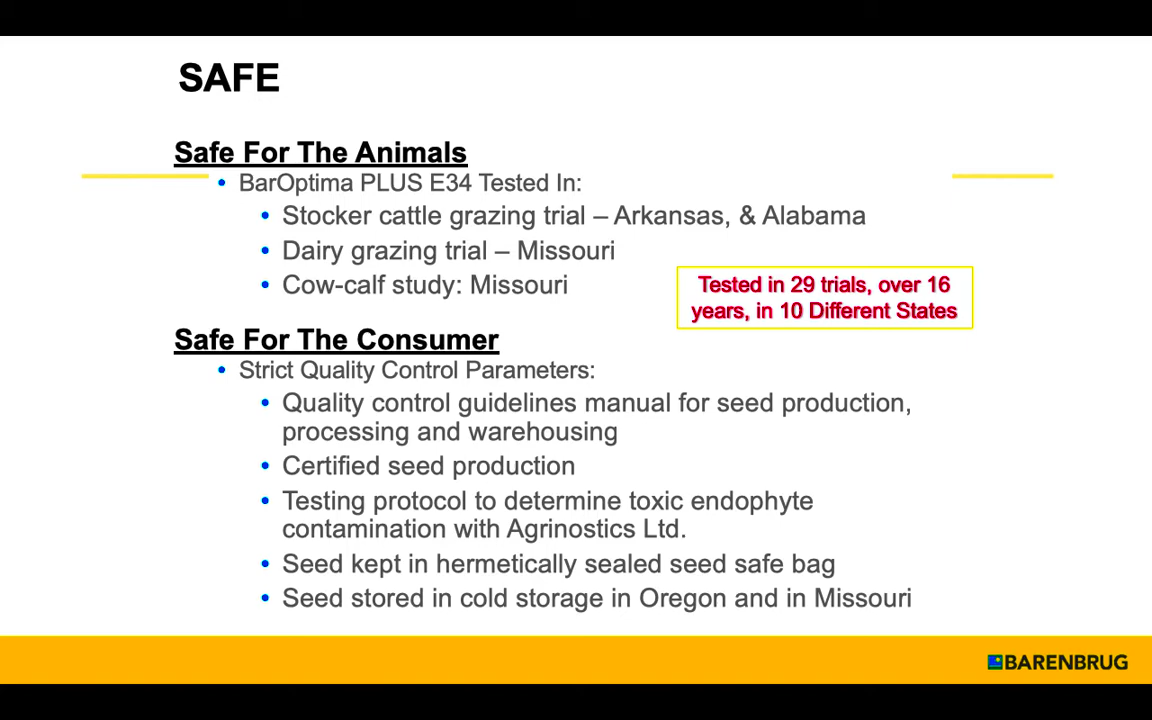 SAFE
Safe For The Animals
• BarOptima PLUS E34 Tested In:
• Stocker cattle grazing trial – Arkansas, & Alabama
• Dairy grazing trial – Missouri
• Cow-calf study: Missouri
Tested in 29 trials, over 16
years, in 10 Different States
Safe For The Consumer
• Strict Quality Control Parameters:
• Quality control guidelines manual for seed production,
processing and warehousing
• Certified seed production
• Testing protocol to determine toxic endophyte
contamination with Agrinostics Ltd.
• Seed kept in hermetically sealed seed safe bag
• Seed stored in cold storage in Oregon and in Missouri
BARENBRUG